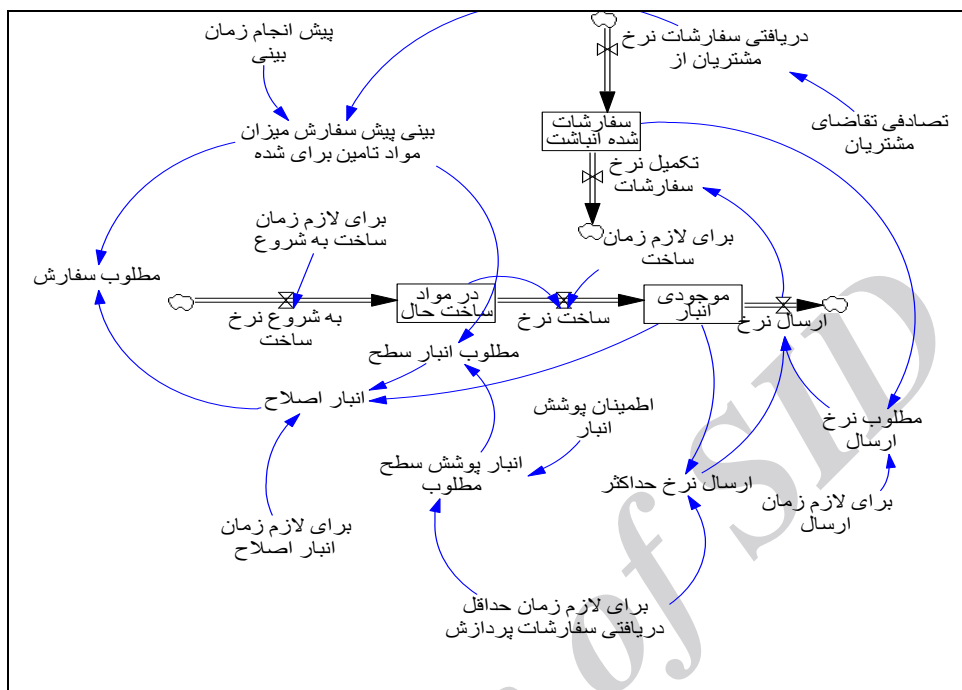 پیش انجام زمان
بینی
دریافتی سفارشات نرخ
مشتریان از
تصادفی تقاضای
مشتریان
بینی پیش سفارش میزان
مواد تامین برای شده
سفارشات
شده انباشت
تکمیل نرخ
سفارشات
برای لازم زمان
ساخت به شروع
برای لازم زمان
ساخت
مطلوب سفارش
در مواد
ساخت حال
موجودی
انبار
به شروع نرخ
ساخت
ساخت نرخ
ارسال نرخ
مطلوب انبار سطح
انبار اصلاح
اطمینان پوشش
انبار
مطلوب نرخ
ارسال
انبار پوشش سطح
مطلوب
ارسال نرخ حداکثر
برای لازم زمان
ارسال
برای لازم زمان
انبار اصلاح
برای لازم زمان حداقل
دریافتی سفارشات پردازش
of SID